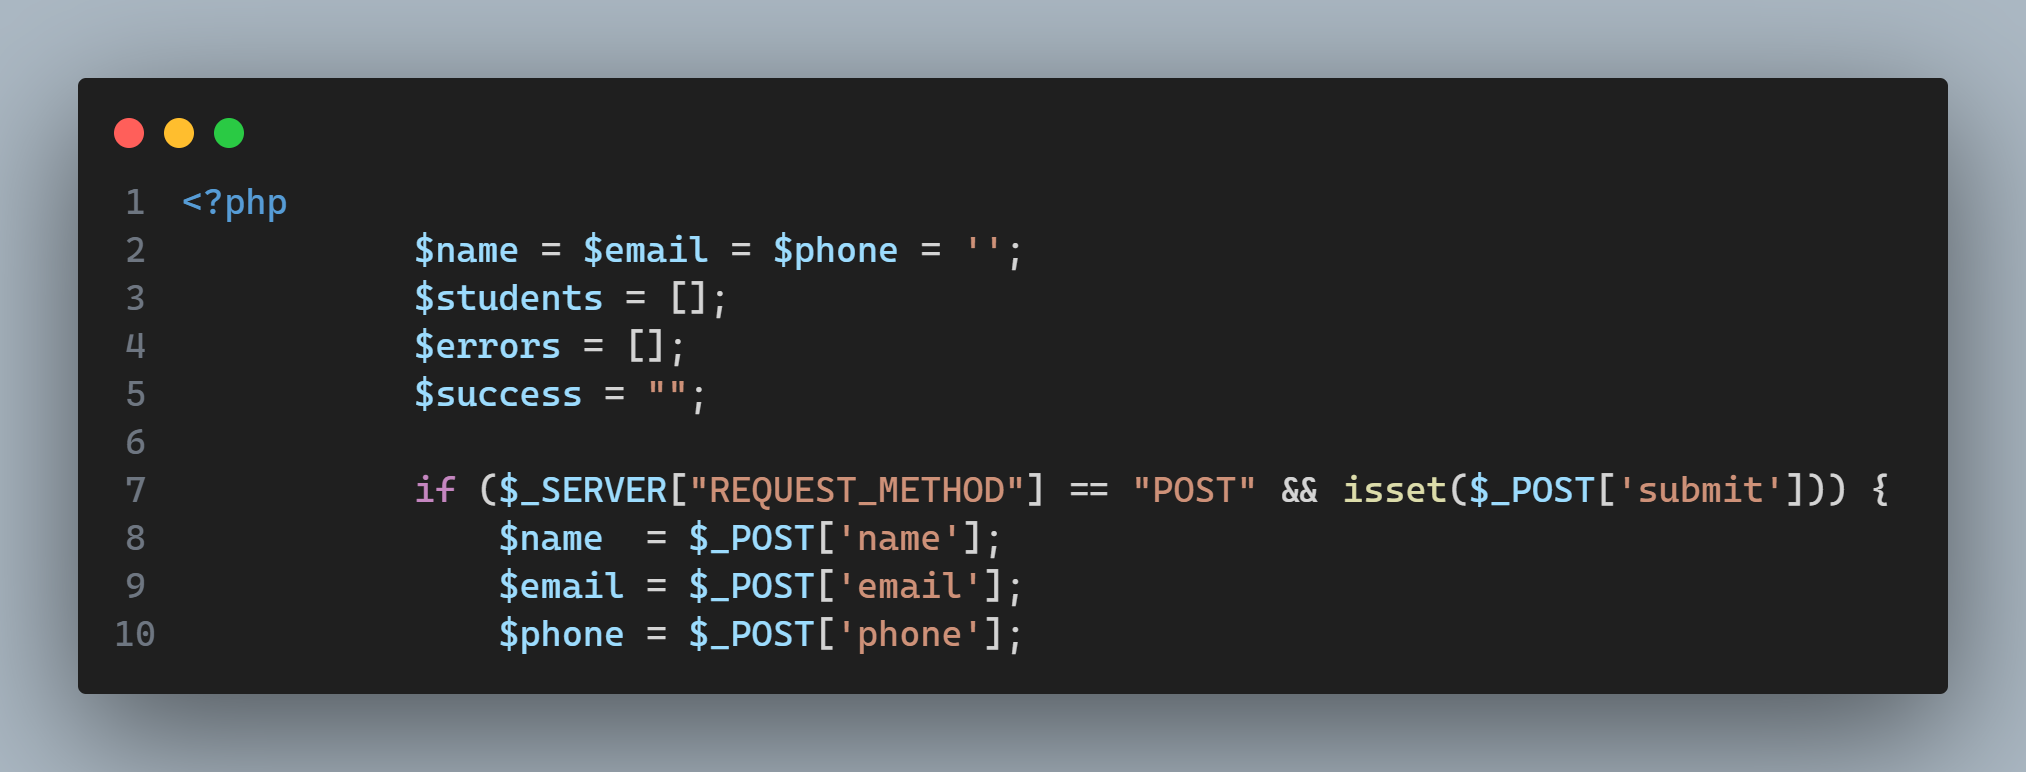 1 <?php
2 $name = $email = $phone = '';
3 $students = [];
4 $errors = [];
5 $success = "";
6
7 if ($_SERVER["REQUEST_METHOD"] == "POST" && isset($_POST['submit'])) {
8 $name  = $_POST['name'];
9 $email = $_POST['email'];
10 $phone = $_POST['phone'];